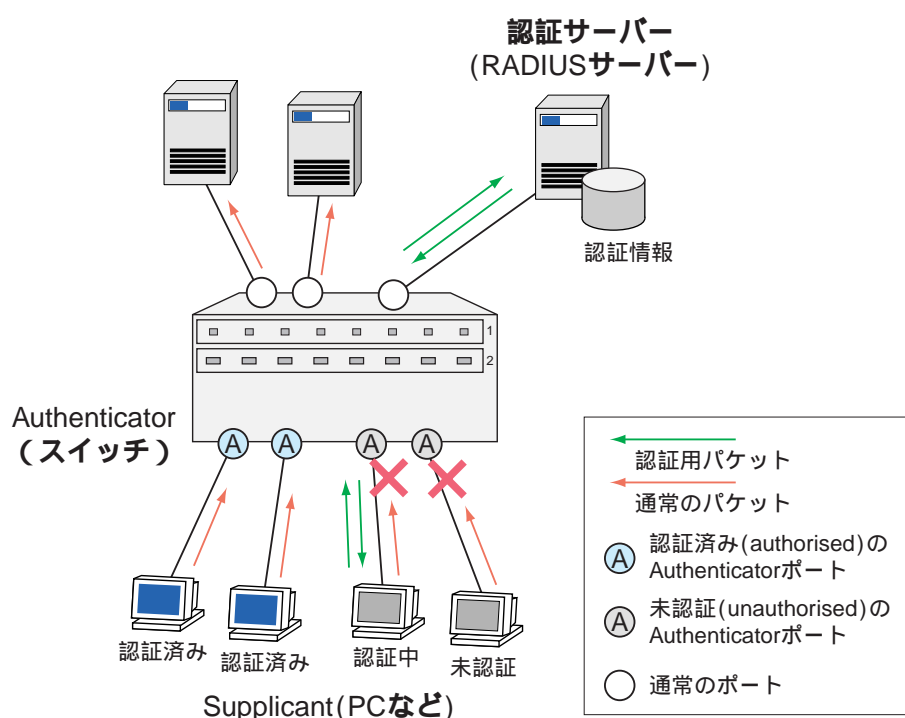 認証サーバー
(RADIUSサーバー)
認証情報
1
2
Authenticator
(スイッチ)
A
A
A
A
認証済み
認証済み
認証中
未認証
Supplicant(PCなど)
認証用パケット
通常のパケット
A
認証済み(authorised)の
Authenticatorポート
A
未認証(unauthorised)の
Authenticatorポート
通常のポート